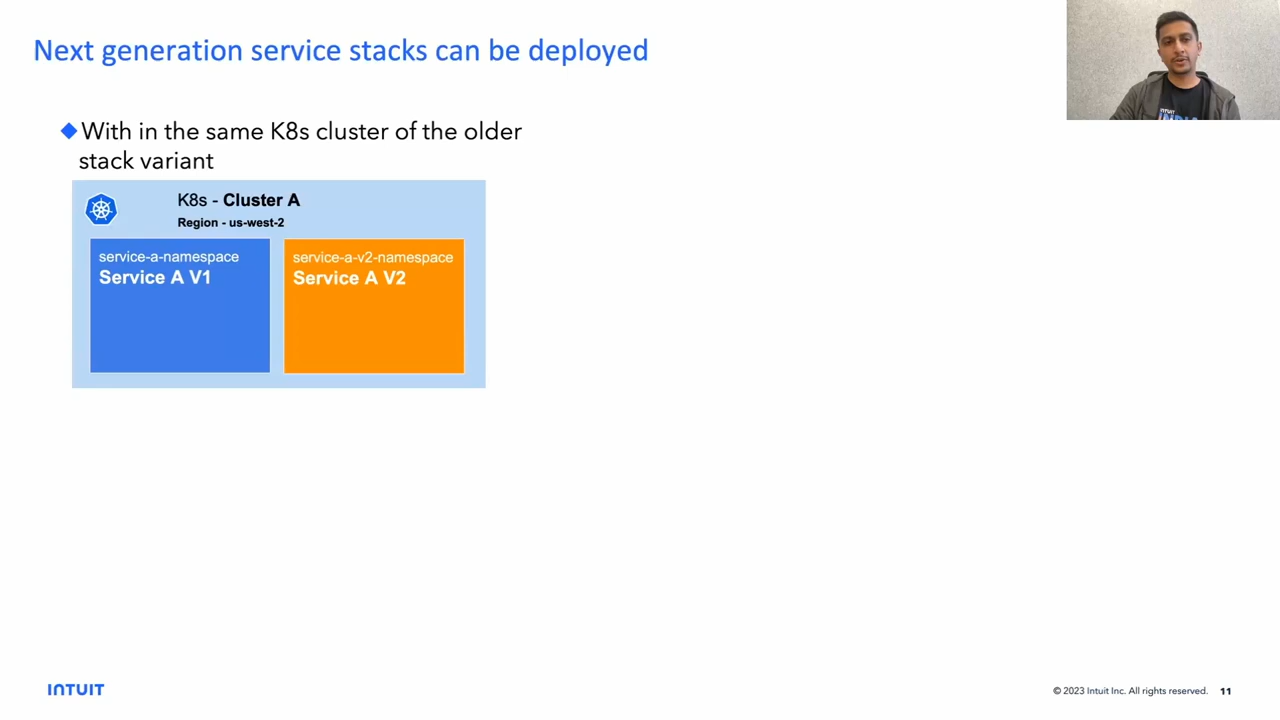 Next generation service stacks can be deployed
With in the same K8s cluster of the older
stack variant
K8s - Cluster A
Region - us-west-2
service-a-namespace
Service A V1
service-a-v2-namespace
Service A V2
INTUIT
INTUIT
© 2023 Intuit Inc. All rights reserved. 11